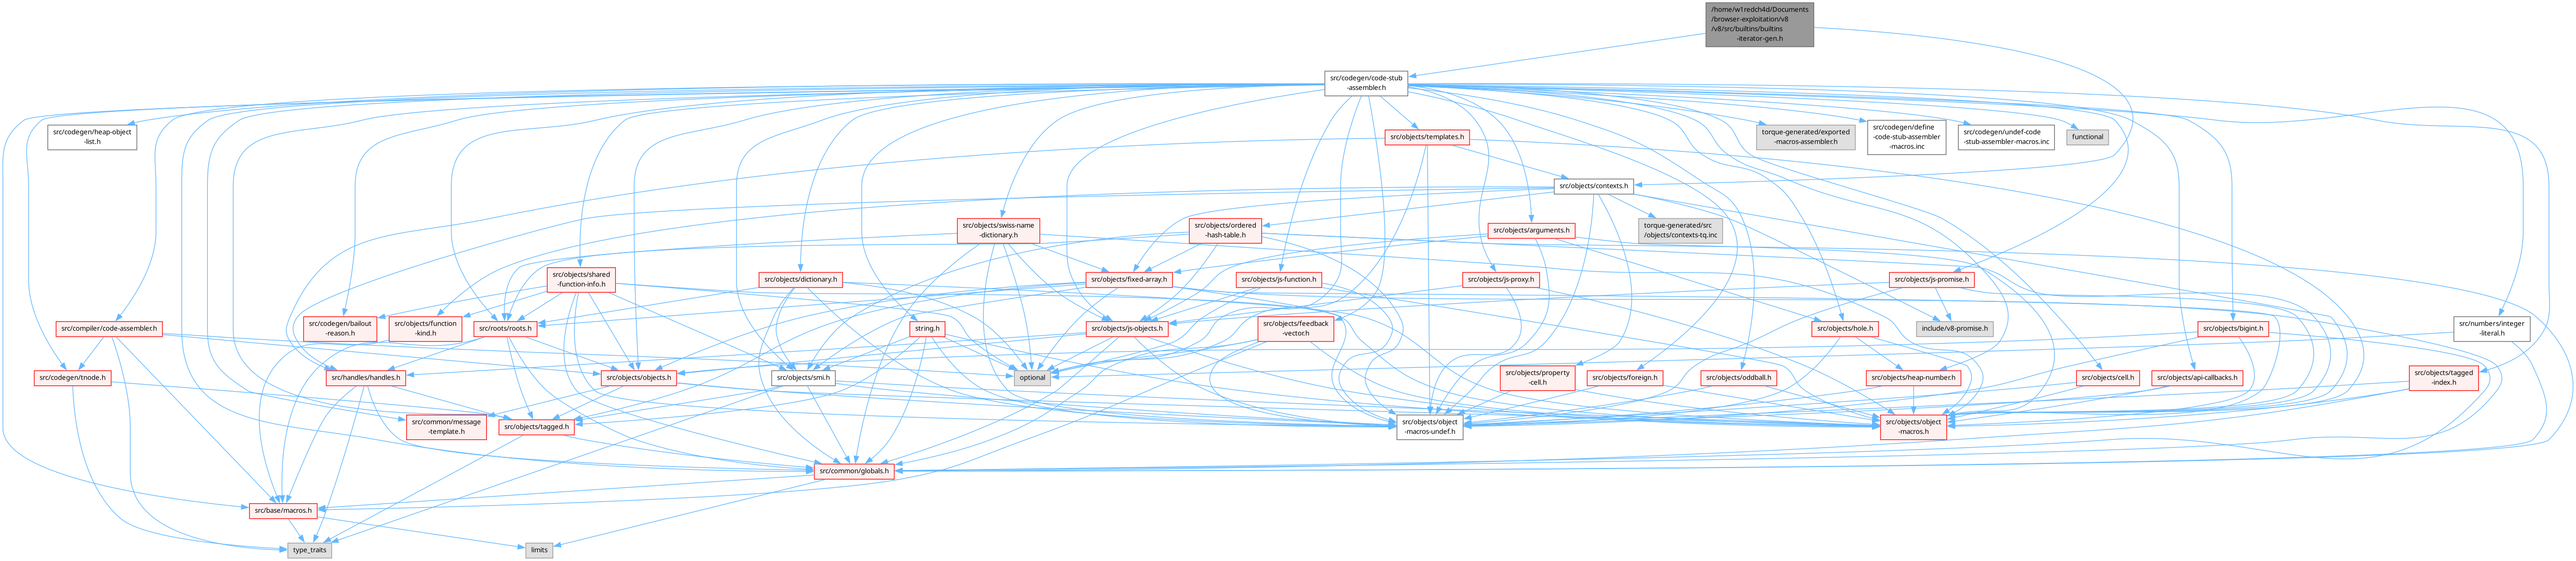 /home/w1redch4d/Documents
/browser-exploitation/v8
/v8/src/builtins/builtins
-iterator-gen.h
src/codegen/code-stub
-assembler.h
src/codegen/heap-object
-list.h
src/objects/templates.h
torque-generated/exported
-macros-assembler.h
src/codegen/define
-code-stub-assembler
-macros.inc
src/codegen/undef-code
-stub-assembler-macros.inc
functional
src/objects/contexts.h
src/objects/swiss-name
-dictionary.h
src/objects/ordered
-hash-table.h
src/objects/arguments.h
torque-generated/src
/objects/contexts-tq.inc
src/objects/shared
-function-info.h
src/objects/dictionary.h
src/objects/fixed-array.h
src/objects/js-function.h
src/objects/js-proxy.h
src/objects/js-promise.h
src/compiler/code-assembler.h
src/codegen/bailout
-reason.h
src/objects/function
-kind.h
src/roots/roots.h
string.h
src/objects/js-objects.h
src/objects/feedback
-vector.h
src/objects/hole.h
include/v8-promise.h
src/objects/bigint.h
src/numbers/integer
-literal.h
src/codegen/tnode.h
src/handles/handles.h
src/objects/objects.h
src/objects/smi.h
optional
src/objects/property
-cell.h
src/objects/foreign.h
src/objects/oddball.h
src/objects/heap-number.h
src/objects/cell.h
src/objects/api-callbacks.h
src/objects/tagged
-index.h
src/common/message
-template.h
src/objects/tagged.h
src/objects/object
-macros-undef.h
src/objects/object
-macros.h
src/common/globals.h
src/base/macros.h
type_traits
limits